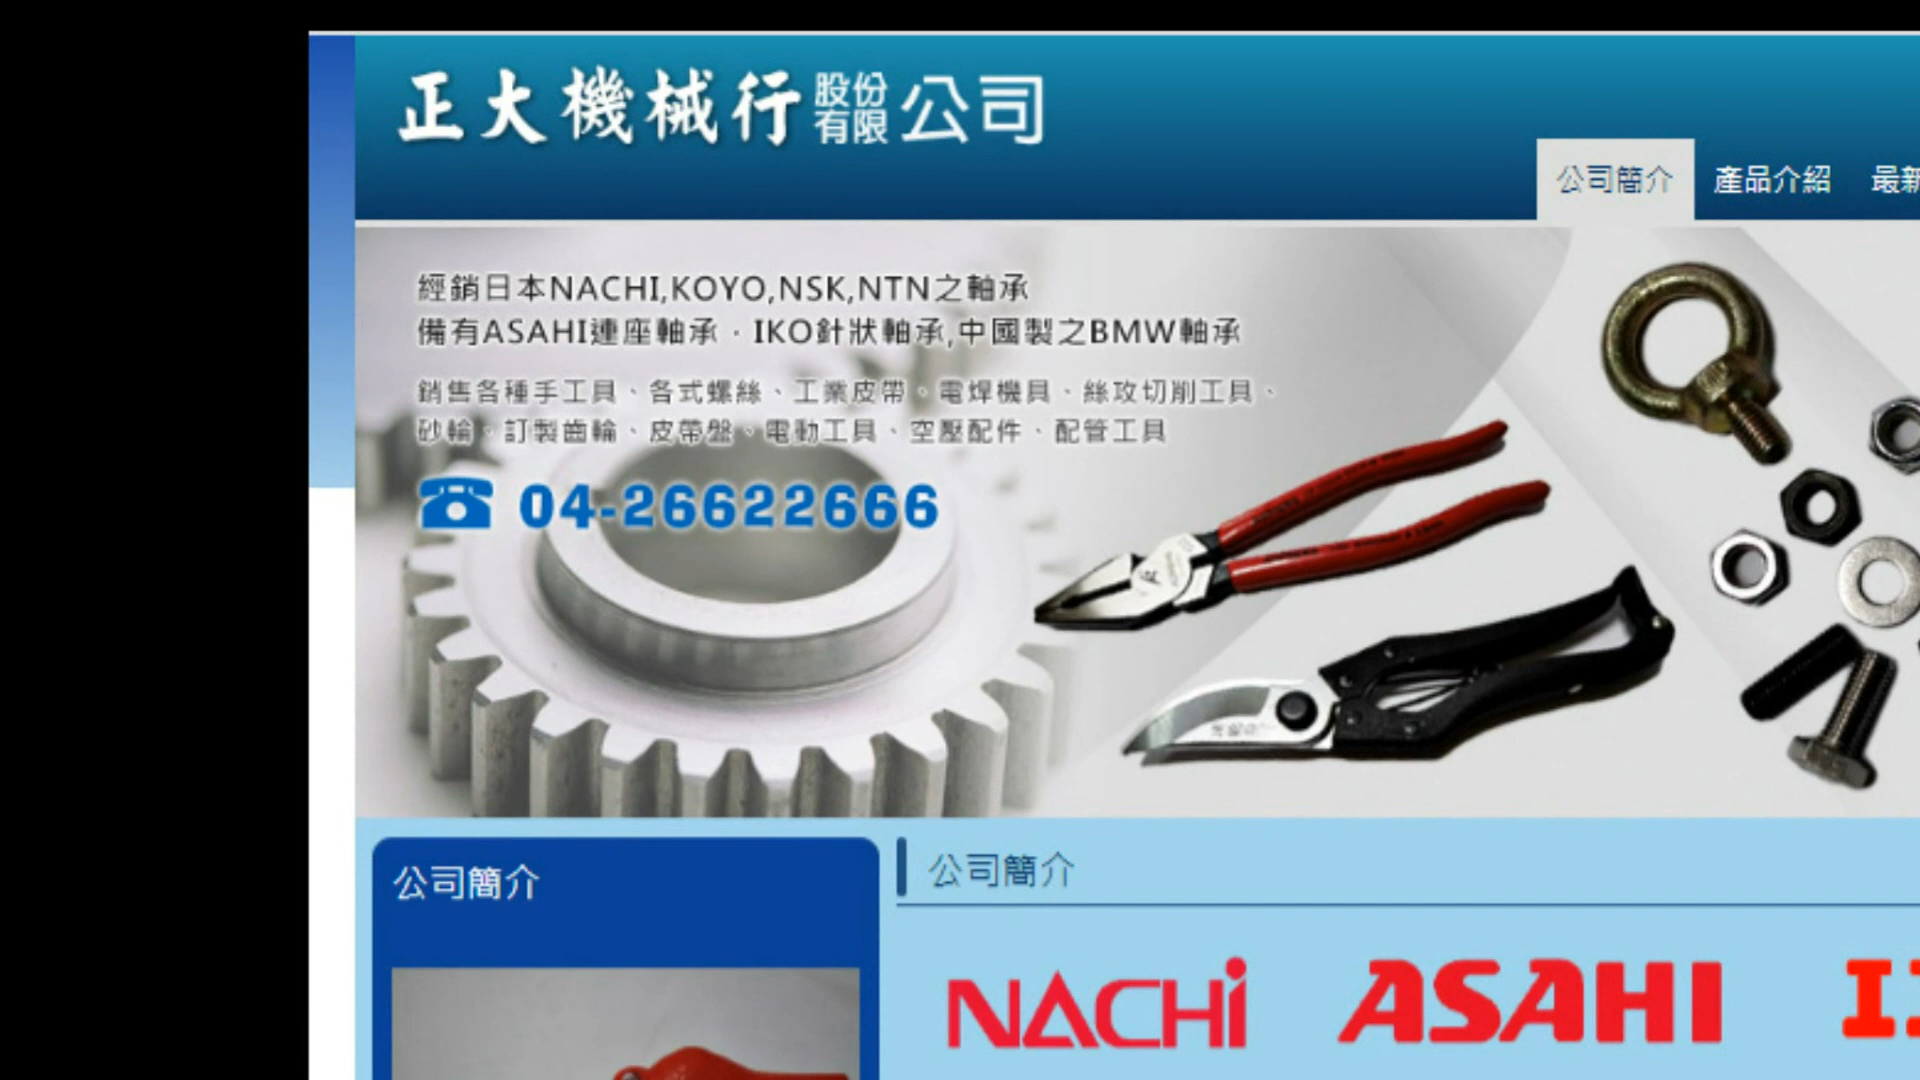 正大機械行股份有限公司
公司簡介 產品介紹 最新
經銷日本NACHI,KOYO,NSK,NTN之軸承
備有ASAHI連座軸承．IKO針狀軸承,中國製之BMW軸承
銷售各種手工具、各式螺絲、工業皮帶、電焊機具、絲攻切削工具、
砂輪、訂製齒輪、皮帶盤、電動工具、空壓配件、配管工具
04-26622666
公司簡介
公司簡介
NACHi ASAHI